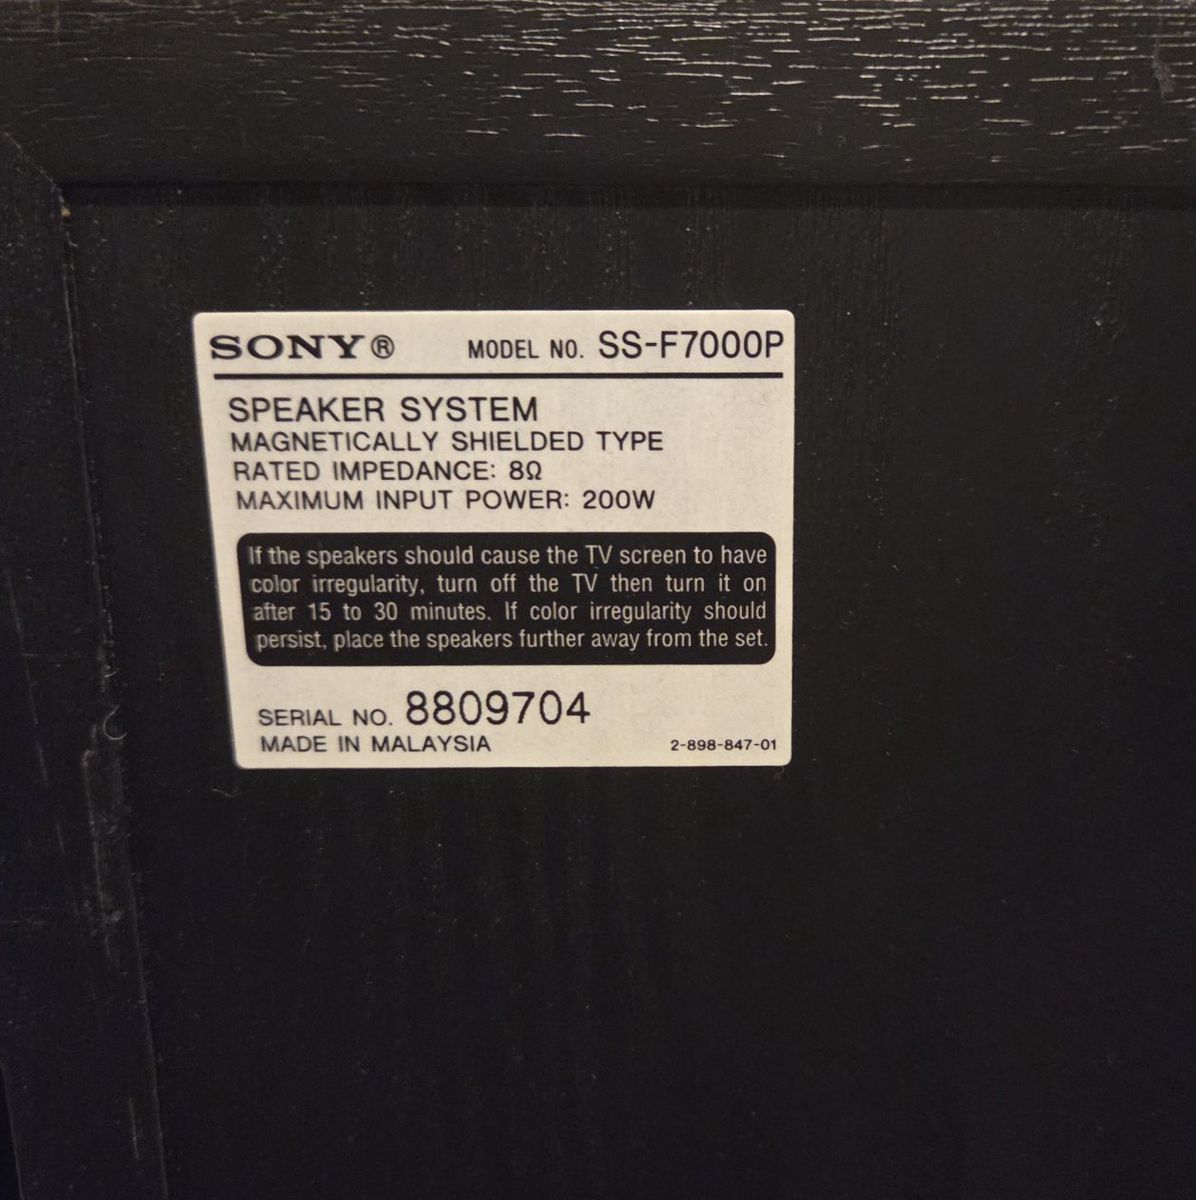 SONY® MODEL NO. SS-F7000P
SPEAKER SYSTEM
MAGNETICALLY SHIELDED TYPE
RATED IMPEDANCE: 8Ω
MAXIMUM INPUT POWER: 200W
If the speakers should cause the TV screen to have
color irregularity, turn off the TV then turn it on
after 15 to 30 minutes. If color irregularity should
persist, place the speakers further away from the set.
SERIAL NO. 8809704
MADE IN MALAYSIA 2-898-847-01